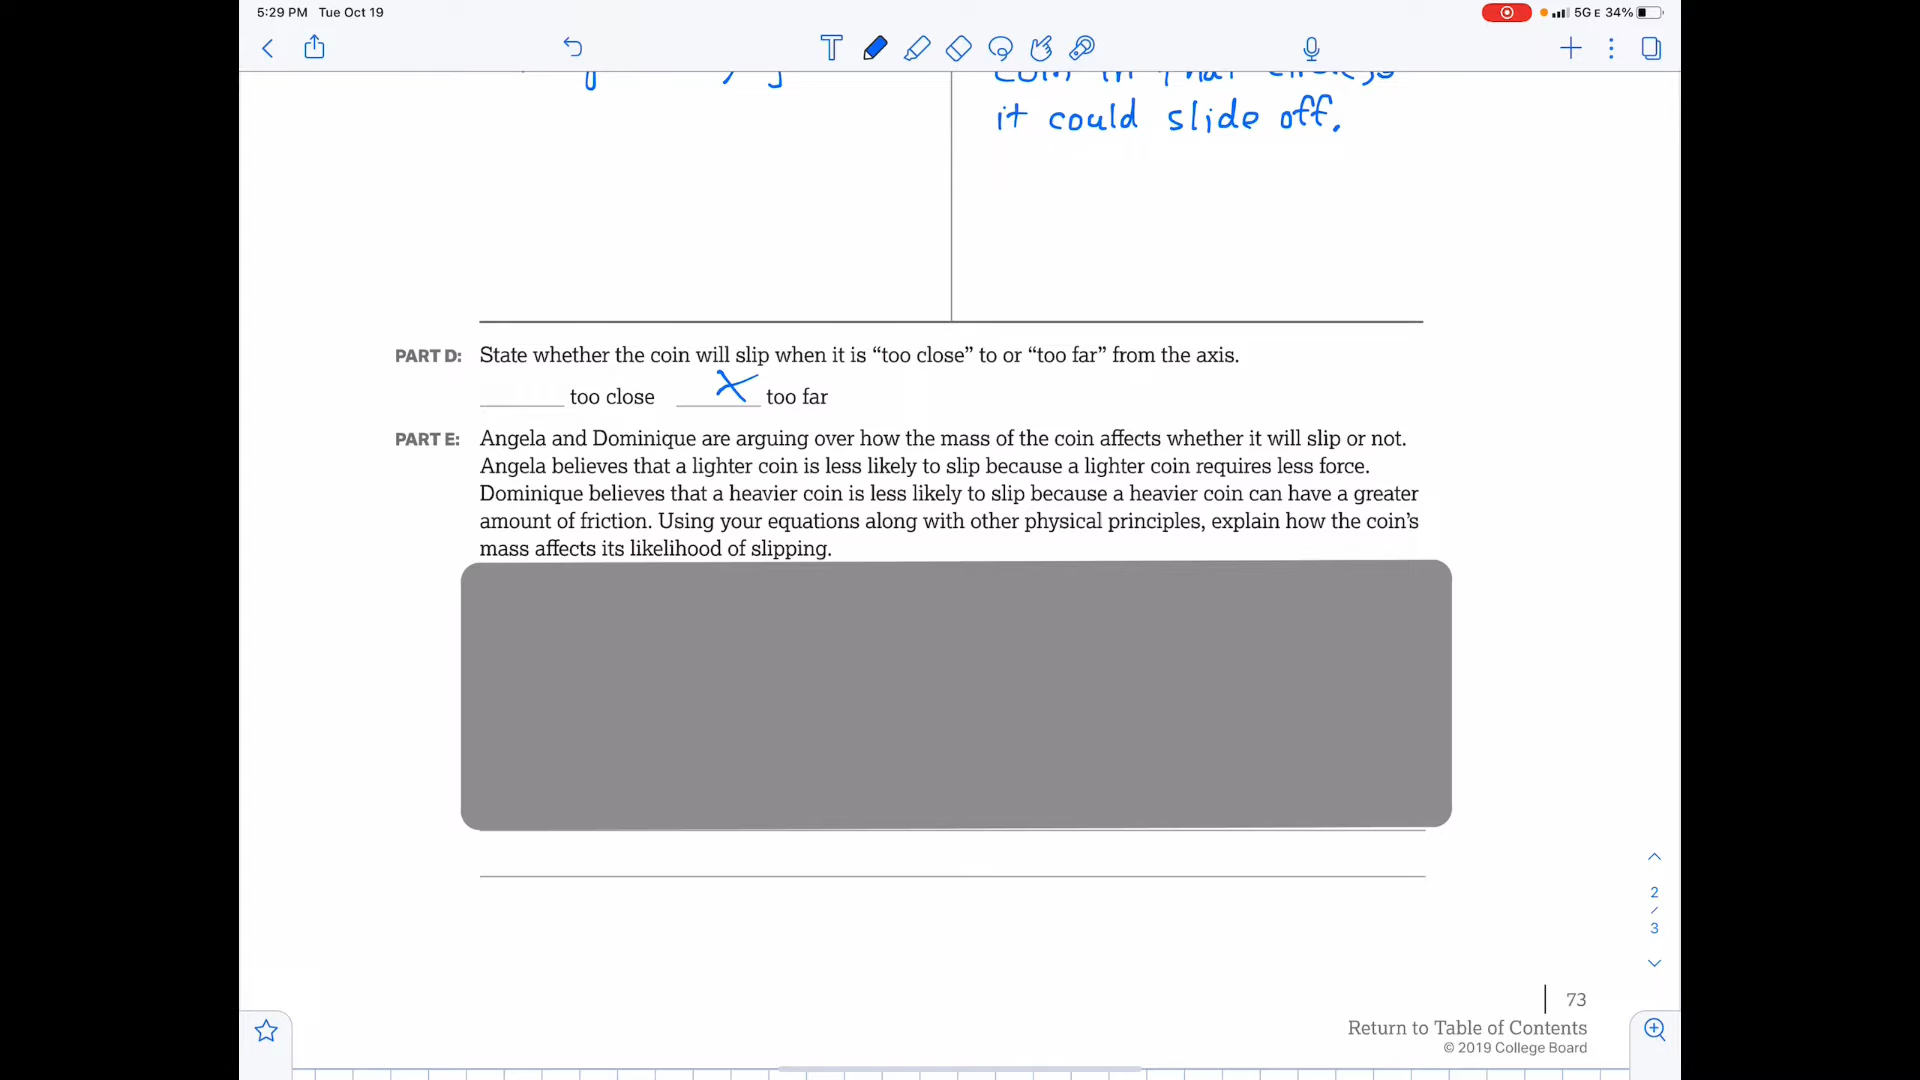 5:29 PM Tue Oct 19
5G E 34%
it could slide off.
PART D: State whether the coin will slip when it is “too close” to or “too far” from the axis.
too close X too far
PART E: Angela and Dominique are arguing over how the mass of the coin affects whether it will slip or not.
Angela believes that a lighter coin is less likely to slip because a lighter coin requires less force.
Dominique believes that a heavier coin is less likely to slip because a heavier coin can have a greater
amount of friction. Using your equations along with other physical principles, explain how the coin’s
mass affects its likelihood of slipping.
2
/
3
73
Return to Table of Contents
© 2019 College Board